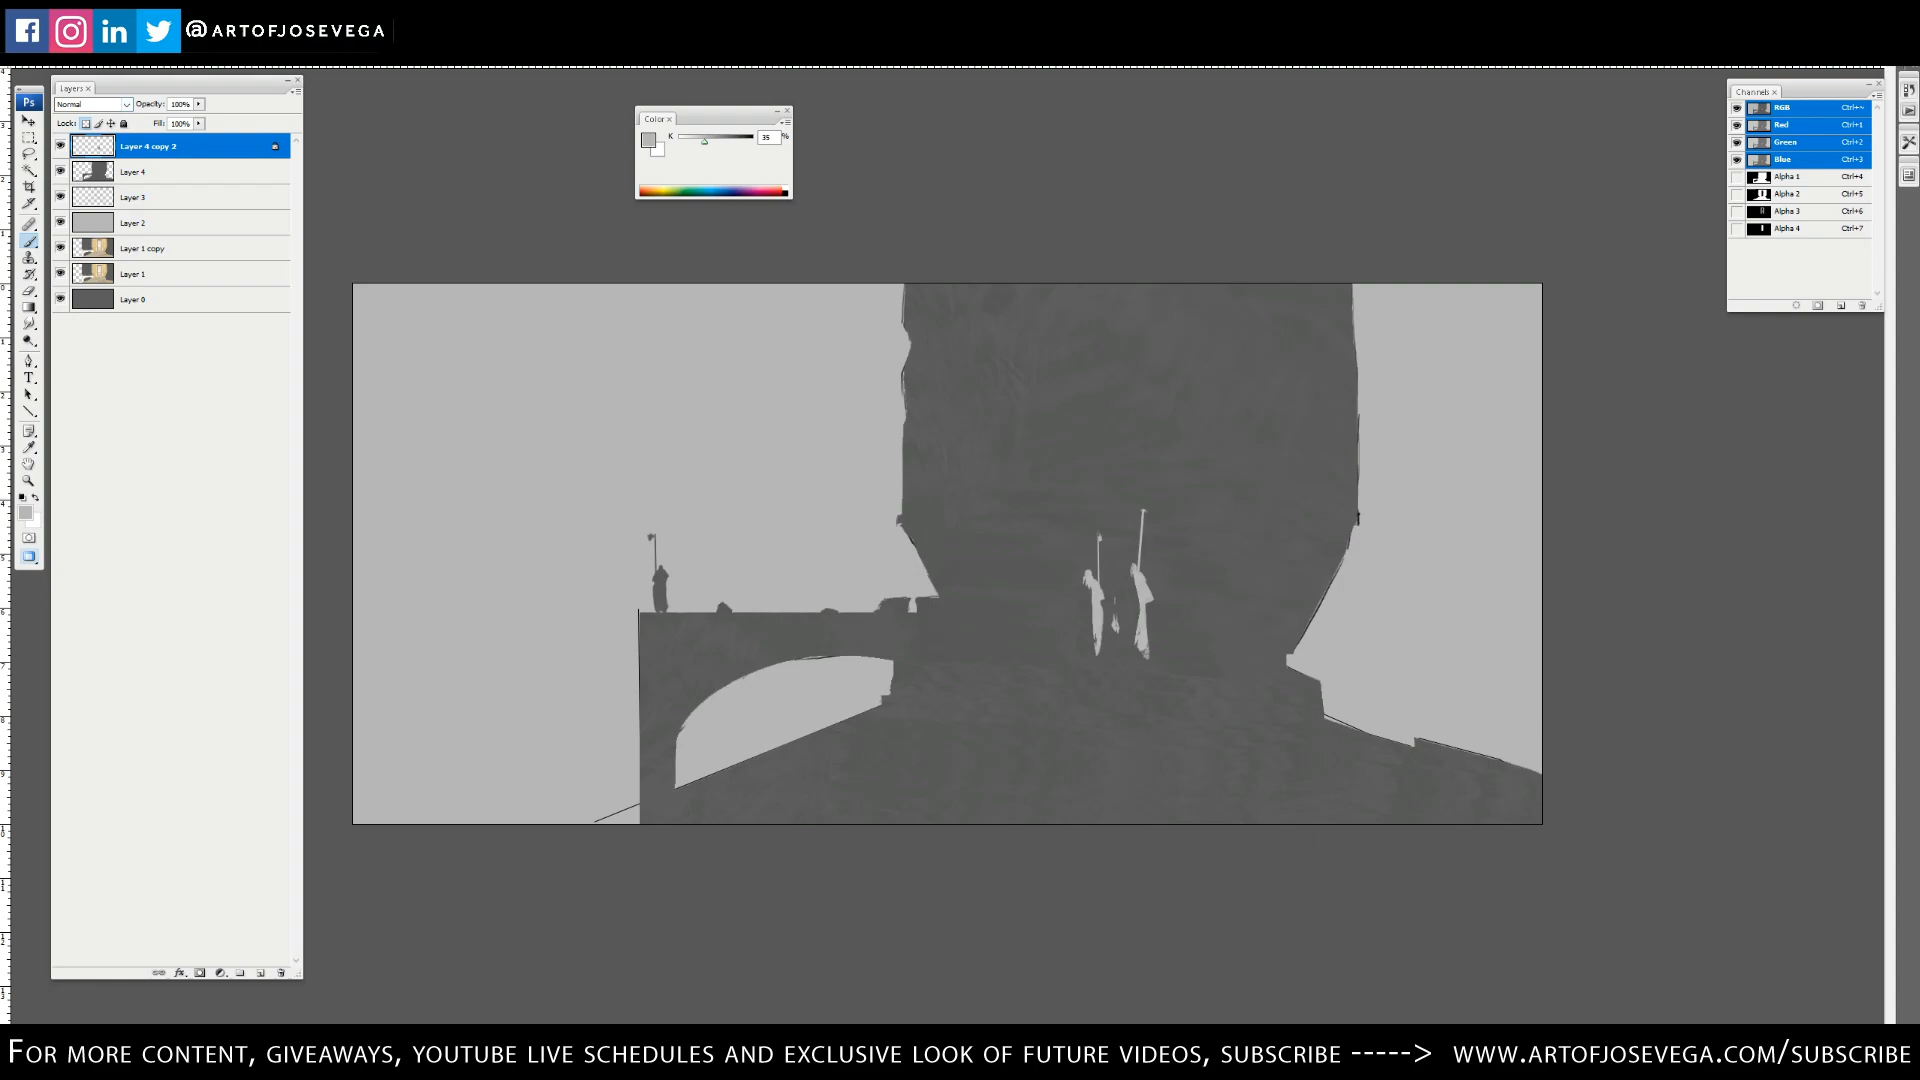 @ARTOFJOSEVEGA
Layers
Normal Opacity: 100%
Lock: Fill: 100%
Layer 4 copy 2
Layer 4
Layer 3
Layer 2
Layer 1 copy
Layer 1
Layer 0
Ps
T
Color
K 35 %
Channels
RGB Ctrl+~
Red Ctrl+1
Green Ctrl+2
Blue Ctrl+3
Alpha 1 Ctrl+4
Alpha 2 Ctrl+5
Alpha 3 Ctrl+6
Alpha 4 Ctrl+7
FOR MORE CONTENT, GIVEAWAYS, YOUTUBE LIVE SCHEDULES AND EXCLUSIVE LOOK OF FUTURE VIDEOS, SUBSCRIBE -----> WWW.ARTOFJOSEVEGA.COM/SUBSCRIBE